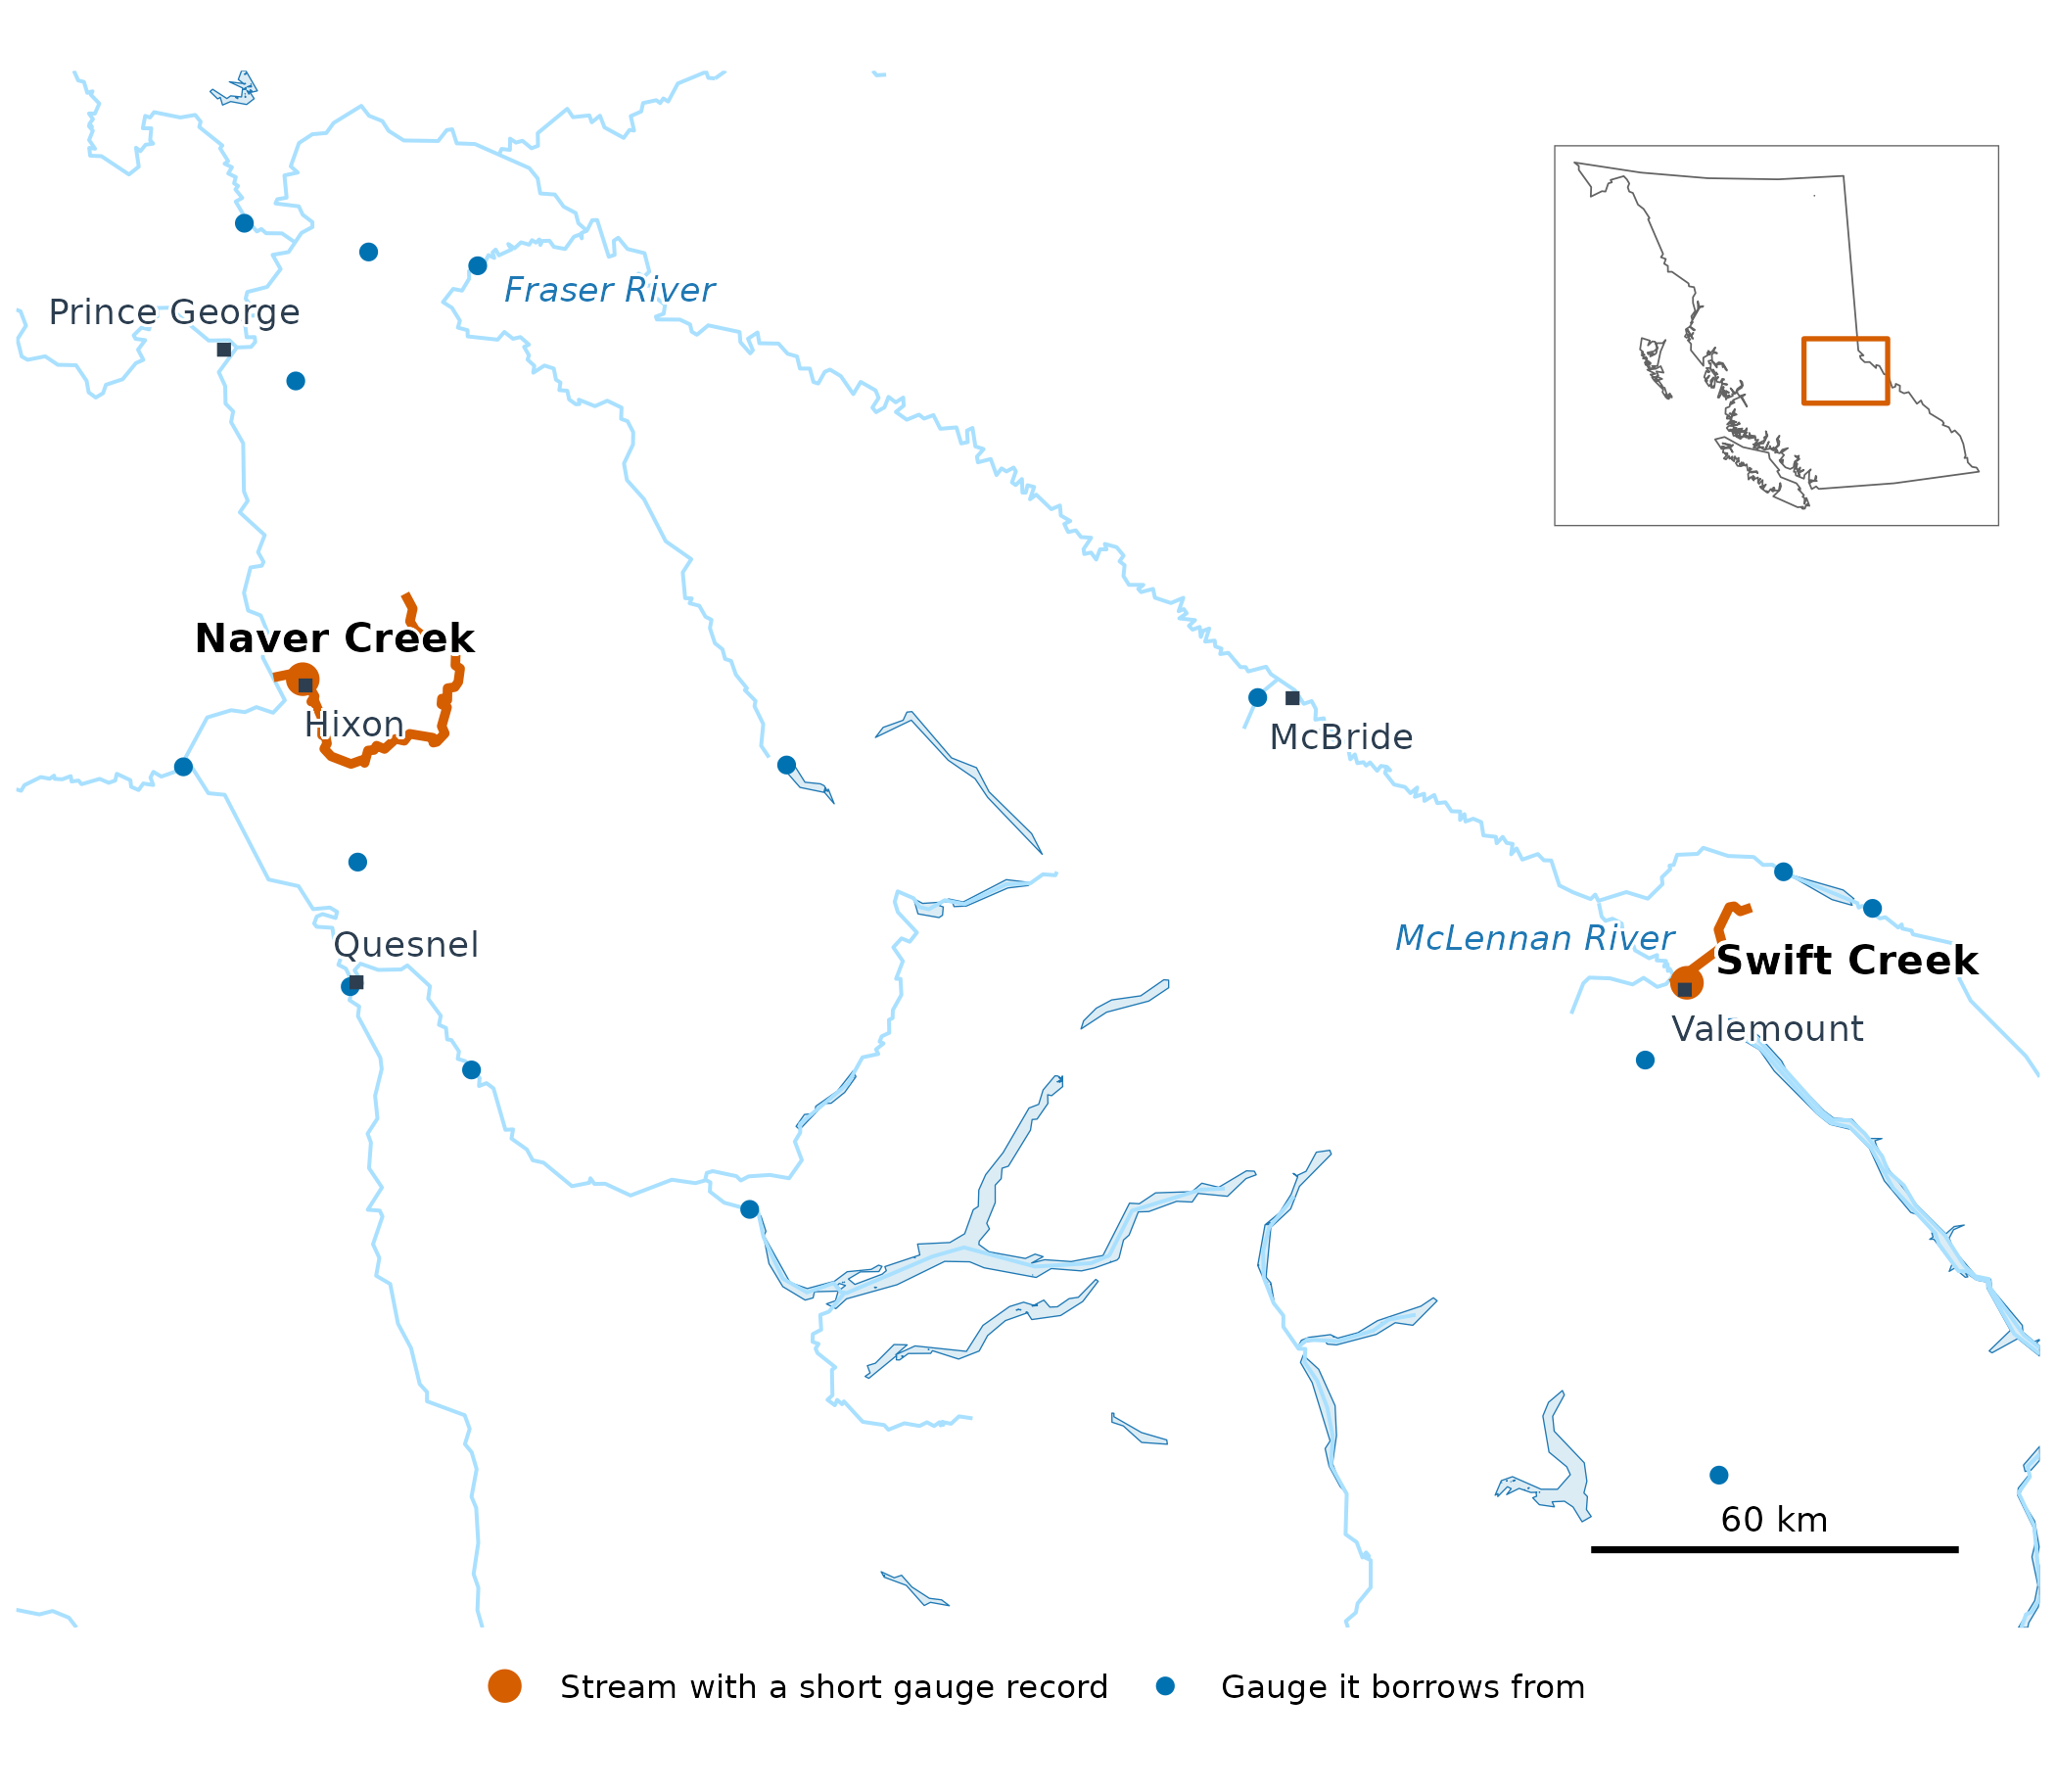 Fraser River
Prince George
Naver Creek
Hixon
McBride
Quesnel
McLennan River
Swift Creek
Valemount
60 km
Stream with a short gauge record
Gauge it borrows from